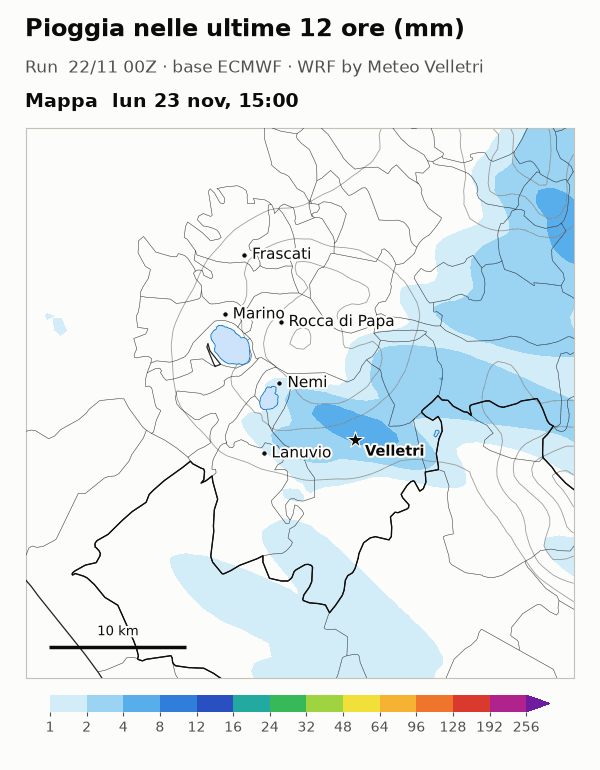 Pioggia nelle ultime 12 ore (mm)
Run  22/11 00Z · base ECMWF · WRF by Meteo Velletri
Mappa  lun 23 nov, 15:00
Frascati
Marino
Rocca di Papa
Nemi
Velletri
Lanuvio
10 km
1 2 4 8 12 16 24 32 48 64 96 128 192 256